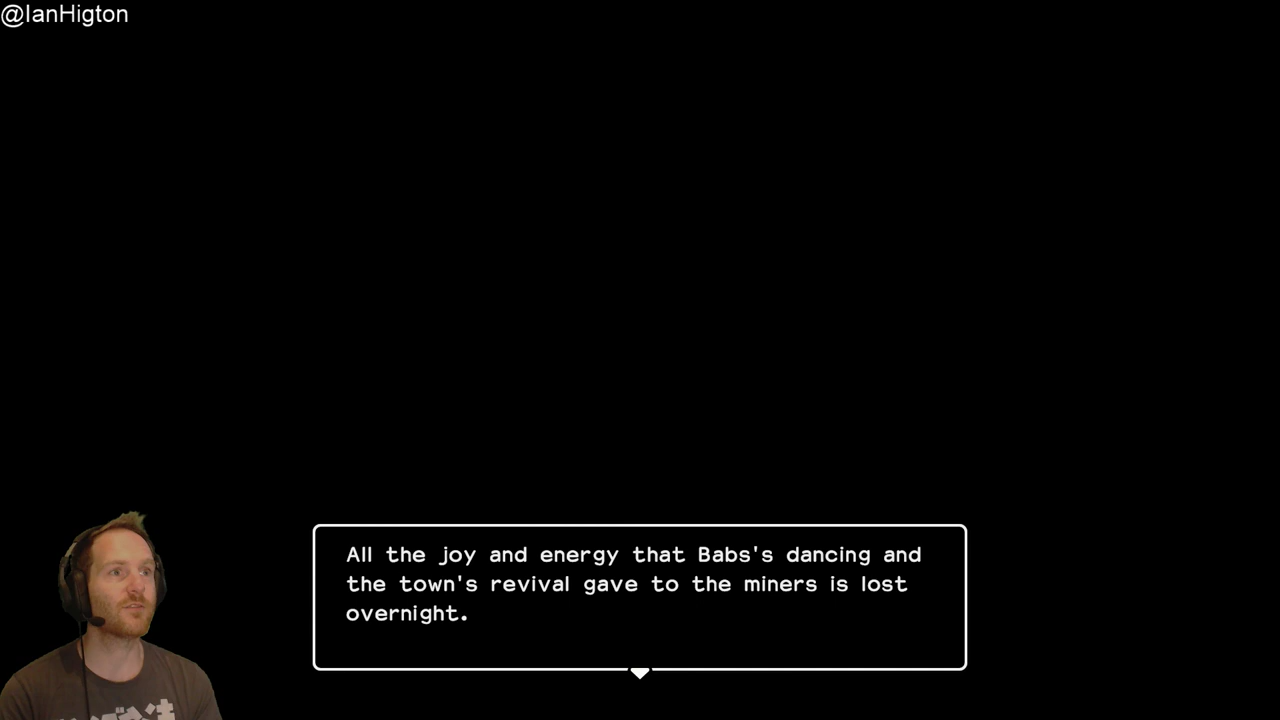 @IanHigton
All the joy and energy that Babs's dancing and
the town's revival gave to the miners is lost
overnight.